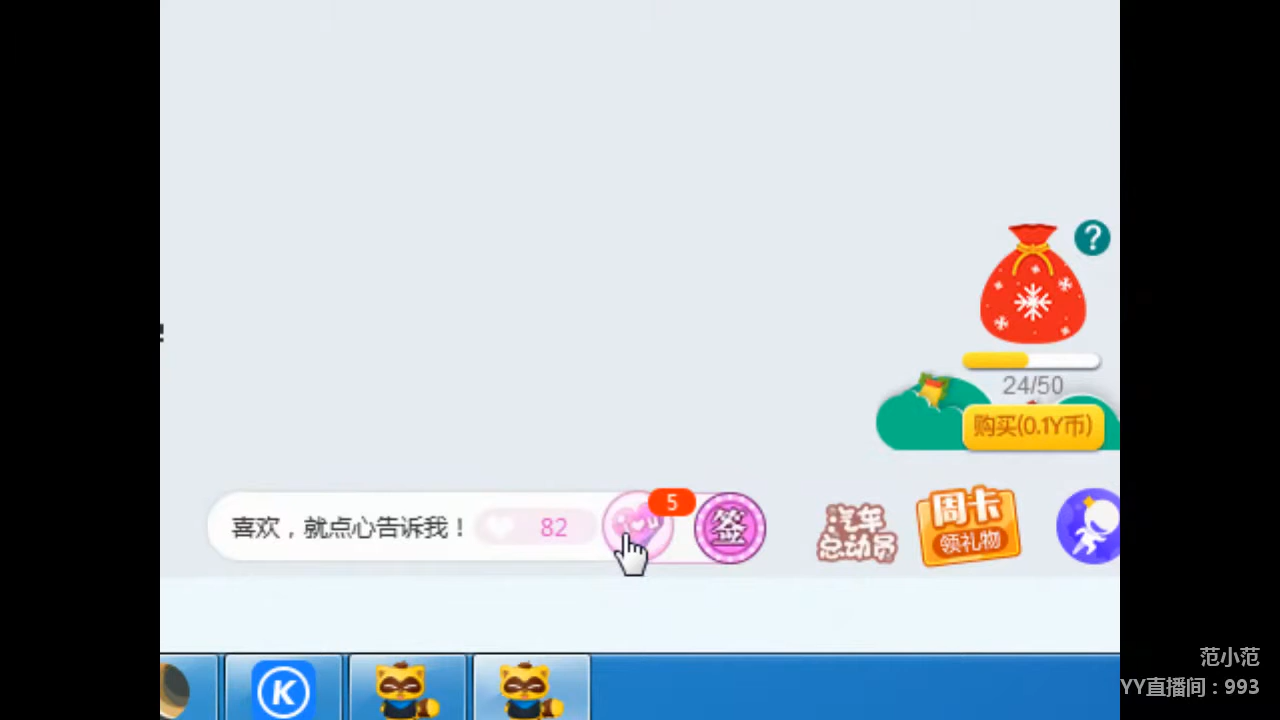 ?
24/50
购买(0.1Y币)
喜欢，就点心告诉我！
82
5
签
汽车
总动员
周卡
领礼物
K
范小范
YY直播间：993